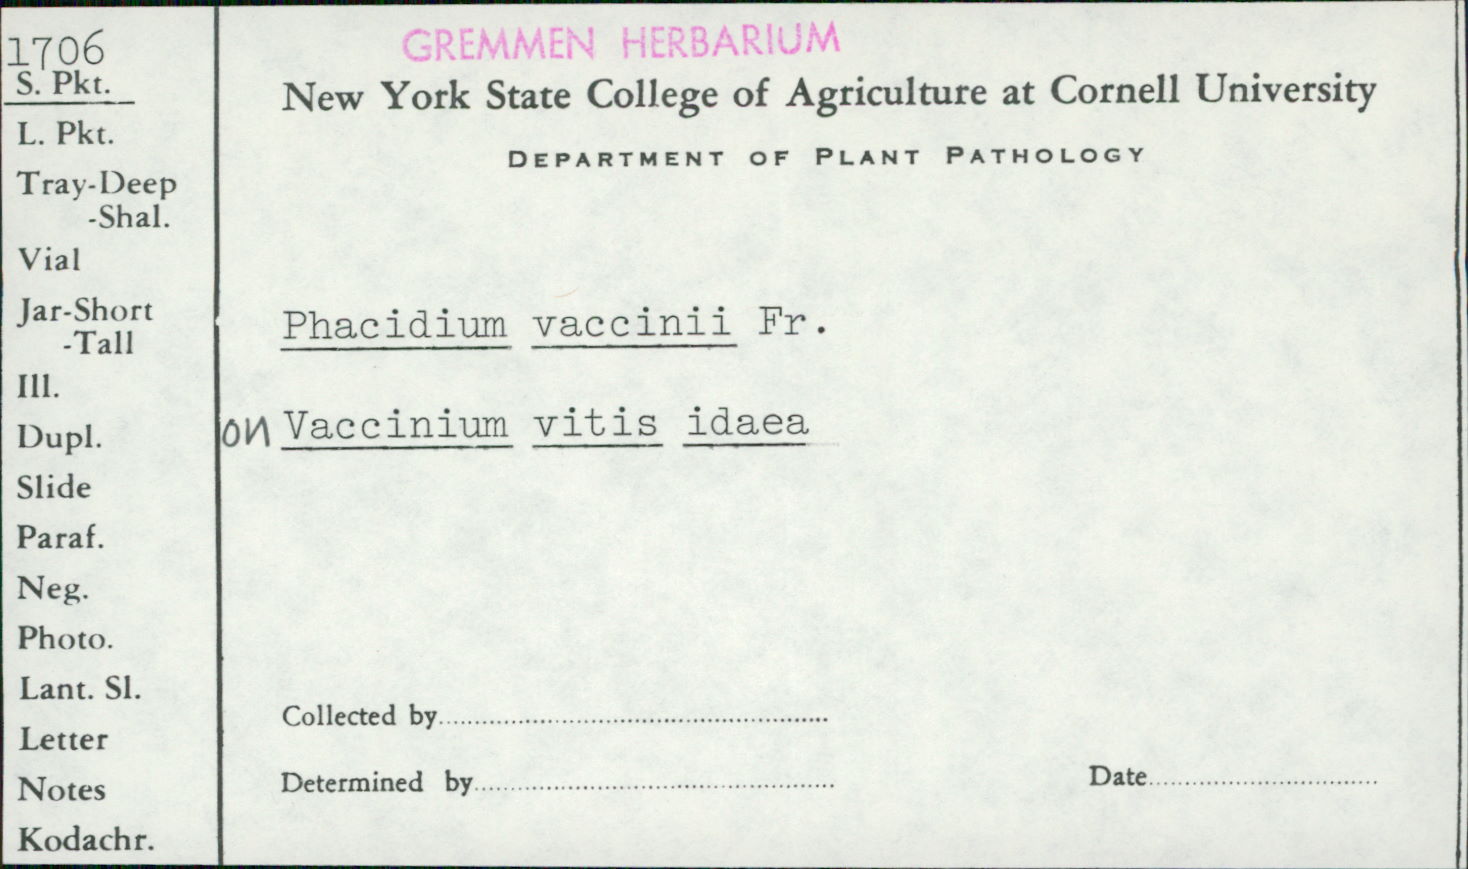 1706
S. Pkt.
L. Pkt.
Tray-Deep
-Shal.
Vial
Jar-Short
-Tall
Ill.
Dupl.
Slide
Paraf.
Neg.
Photo.
Lant. Sl.
Letter
Notes
Kodachr.
GREMMEN HERBARIUM
New York State College of Agriculture at Cornell University
DEPARTMENT OF PLANT PATHOLOGY
Phacidium vaccinii Fr.
on Vaccinium vitis idaea
Collected by
Determined by
Date